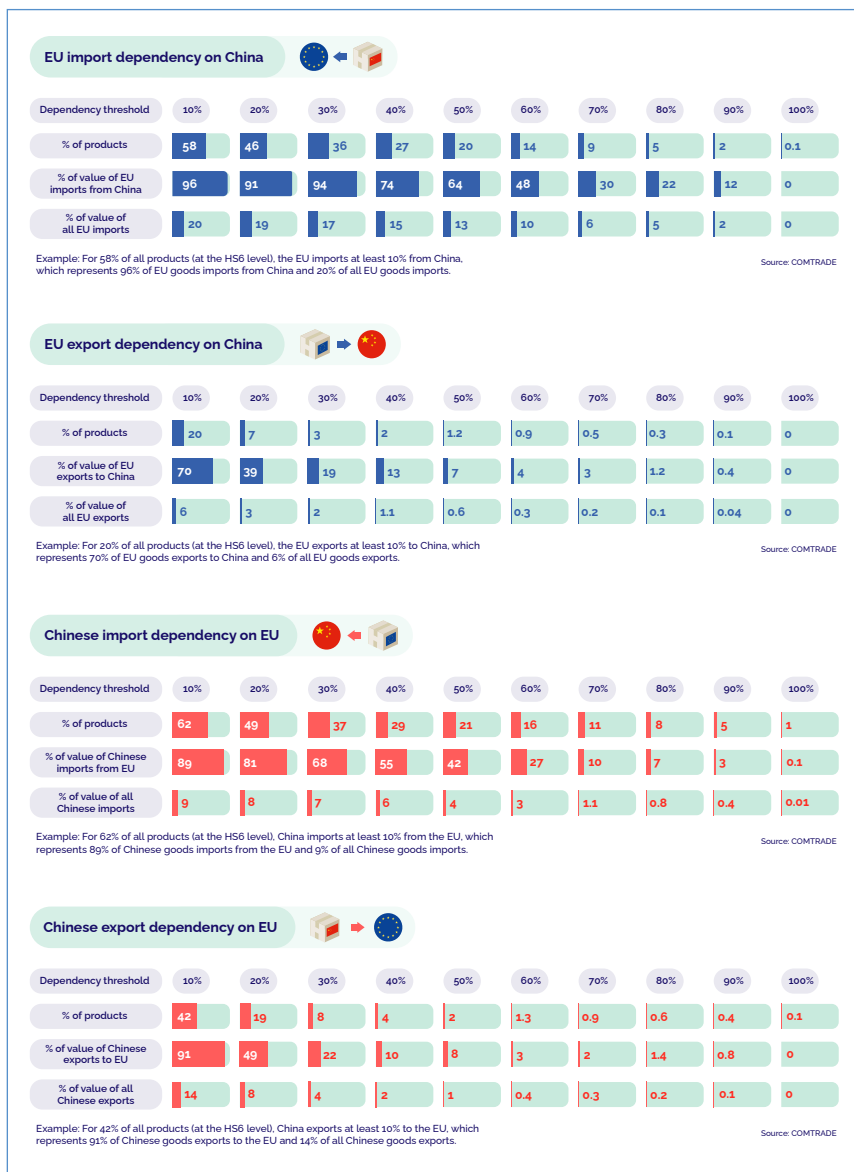 EU import dependency on China
Dependency threshold 10% 20% 30% 40% 50% 60% 70% 80% 90% 100%
% of products 58 46 36 27 20 14 9 5 2 0.1
% of value of EU
imports from China 96 91 94 74 64 48 30 22 12 0
% of value of
all EU imports 20 19 17 15 13 10 6 5 2 0
Example: For 58% of all products (at the HS6 level), the EU imports at least 10% from China,
which represents 96% of EU goods imports from China and 20% of all EU goods imports.
Source: COMTRADE
EU export dependency on China
Dependency threshold 10% 20% 30% 40% 50% 60% 70% 80% 90% 100%
% of products 20 7 3 2 1.2 0.9 0.5 0.3 0.1 0
% of value of EU
exports to China 70 39 19 13 7 4 3 1.2 0.4 0
% of value of
all EU exports 6 3 2 1.1 0.6 0.3 0.2 0.1 0.04 0
Example: For 20% of all products (at the HS6 level), the EU exports at least 10% to China, which
represents 70% of EU goods exports to China and 6% of all EU goods exports.
Source: COMTRADE
Chinese import dependency on EU
Dependency threshold 10% 20% 30% 40% 50% 60% 70% 80% 90% 100%
% of products 62 49 37 29 21 16 11 8 5 1
% of value of Chinese
imports from EU 89 81 68 55 42 27 10 7 3 0.1
% of value of all
Chinese imports 9 8 7 6 4 3 1.1 0.8 0.4 0.01
Example: For 62% of all products (at the HS6 level), China imports at least 10% from the EU, which
represents 89% of Chinese goods imports from the EU and 9% of all Chinese goods imports.
Source: COMTRADE
Chinese export dependency on EU
Dependency threshold 10% 20% 30% 40% 50% 60% 70% 80% 90% 100%
% of products 42 19 8 4 2 1.3 0.9 0.6 0.4 0.1
% of value of Chinese
exports to EU 91 49 22 10 8 3 2 1.4 0.8 0
% of value of all
Chinese exports 14 8 4 2 1 0.4 0.3 0.2 0.1 0
Example: For 42% of all products (at the HS6 level), China exports at least 10% to the EU, which
represents 91% of Chinese goods exports to the EU and 14% of all Chinese goods exports.
Source: COMTRADE